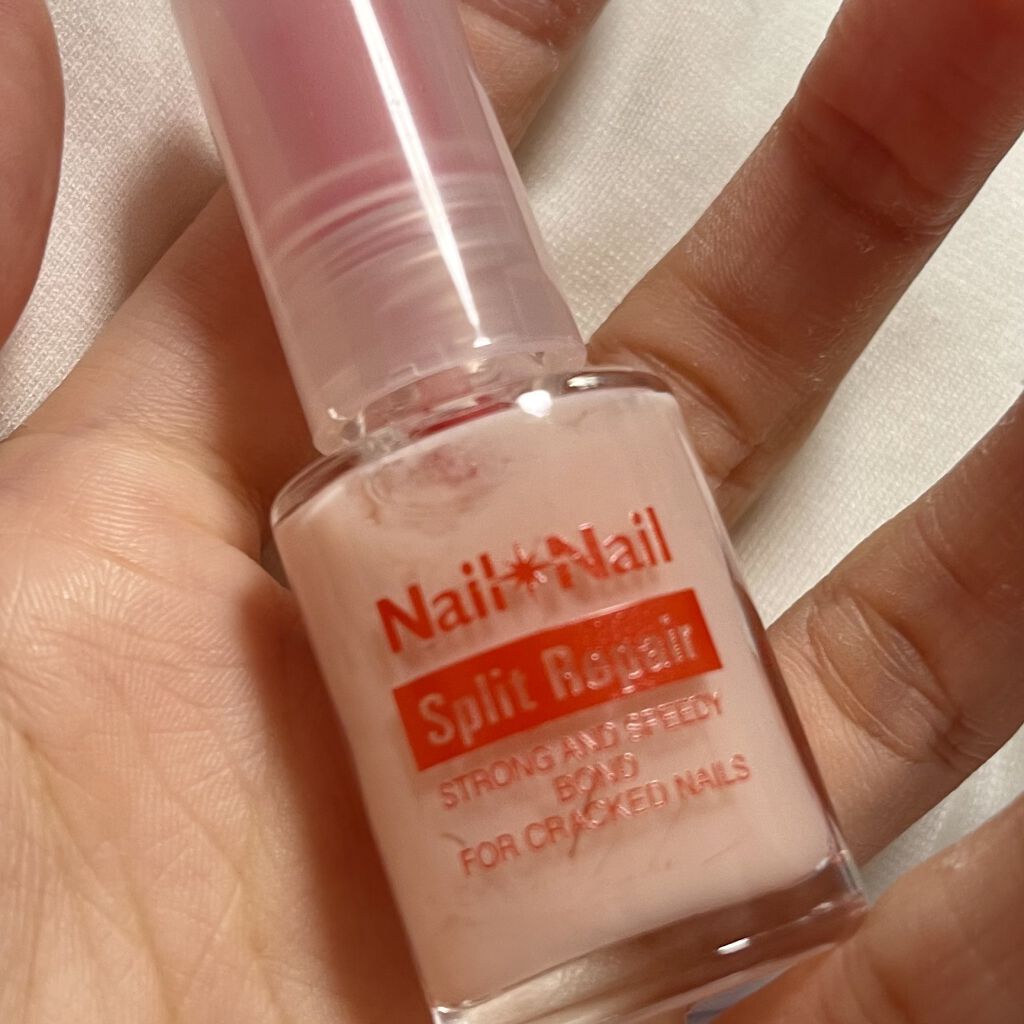 Nail Nail
Split Repair
STRONG AND SPEEDY
BOND
FOR CRACKED NAILS